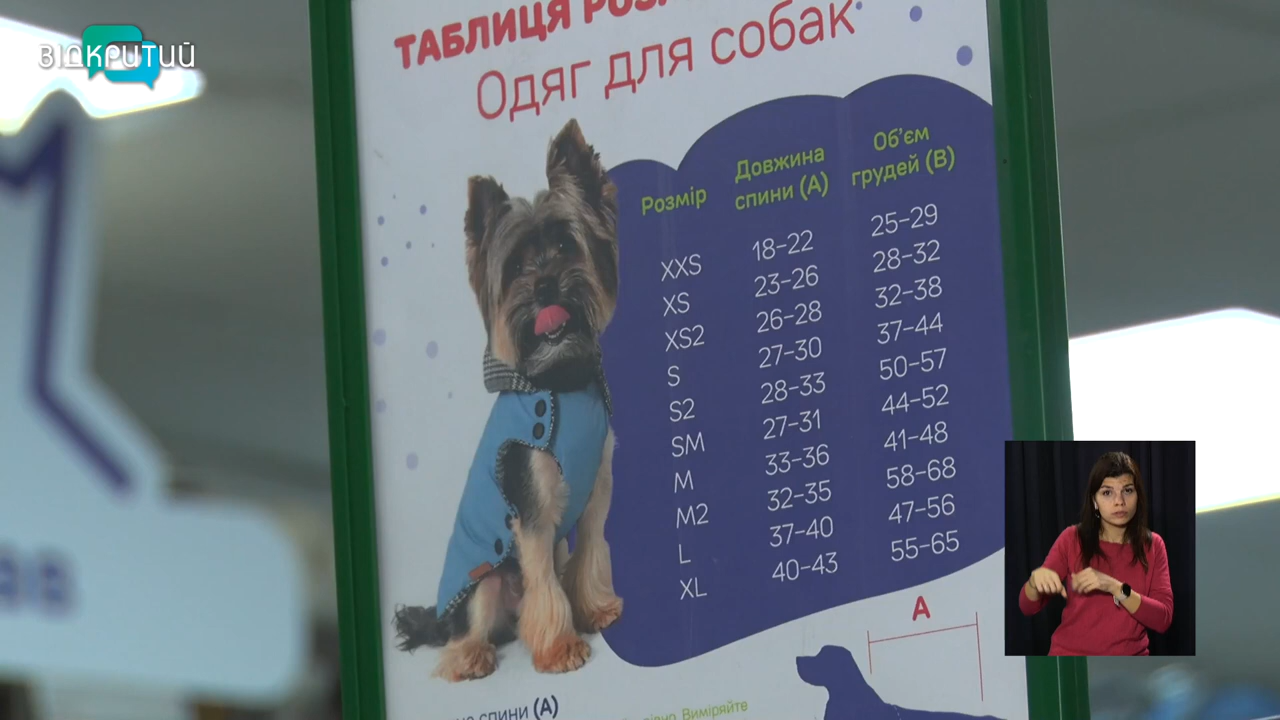 ВІДКРИТИЙ
ТАБЛИЦЯ
Одяг для собак
Розмір Довжина спини (А) Об'єм грудей (В)
XXS 18-22 25-29
XS 23-26 28-32
XS2 26-28 32-38
S 27-30 37-44
S2 28-33 50-57
SM 27-31 44-52
M 33-36 41-48
M2 32-35 58-68
L 37-40 47-56
XL 40-43 55-65
А
спини (А)
Виміряйте